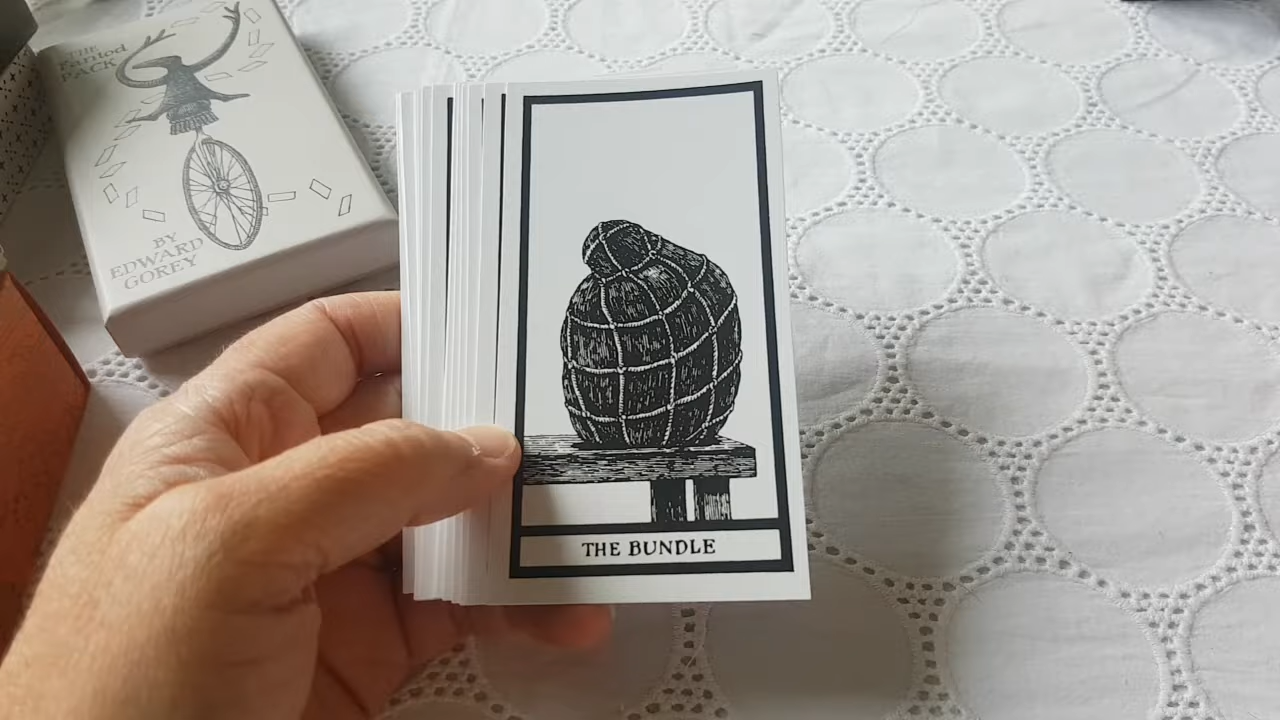 THE
Fantod
PACK
BY
EDWARD
GOREY
THE BUNDLE